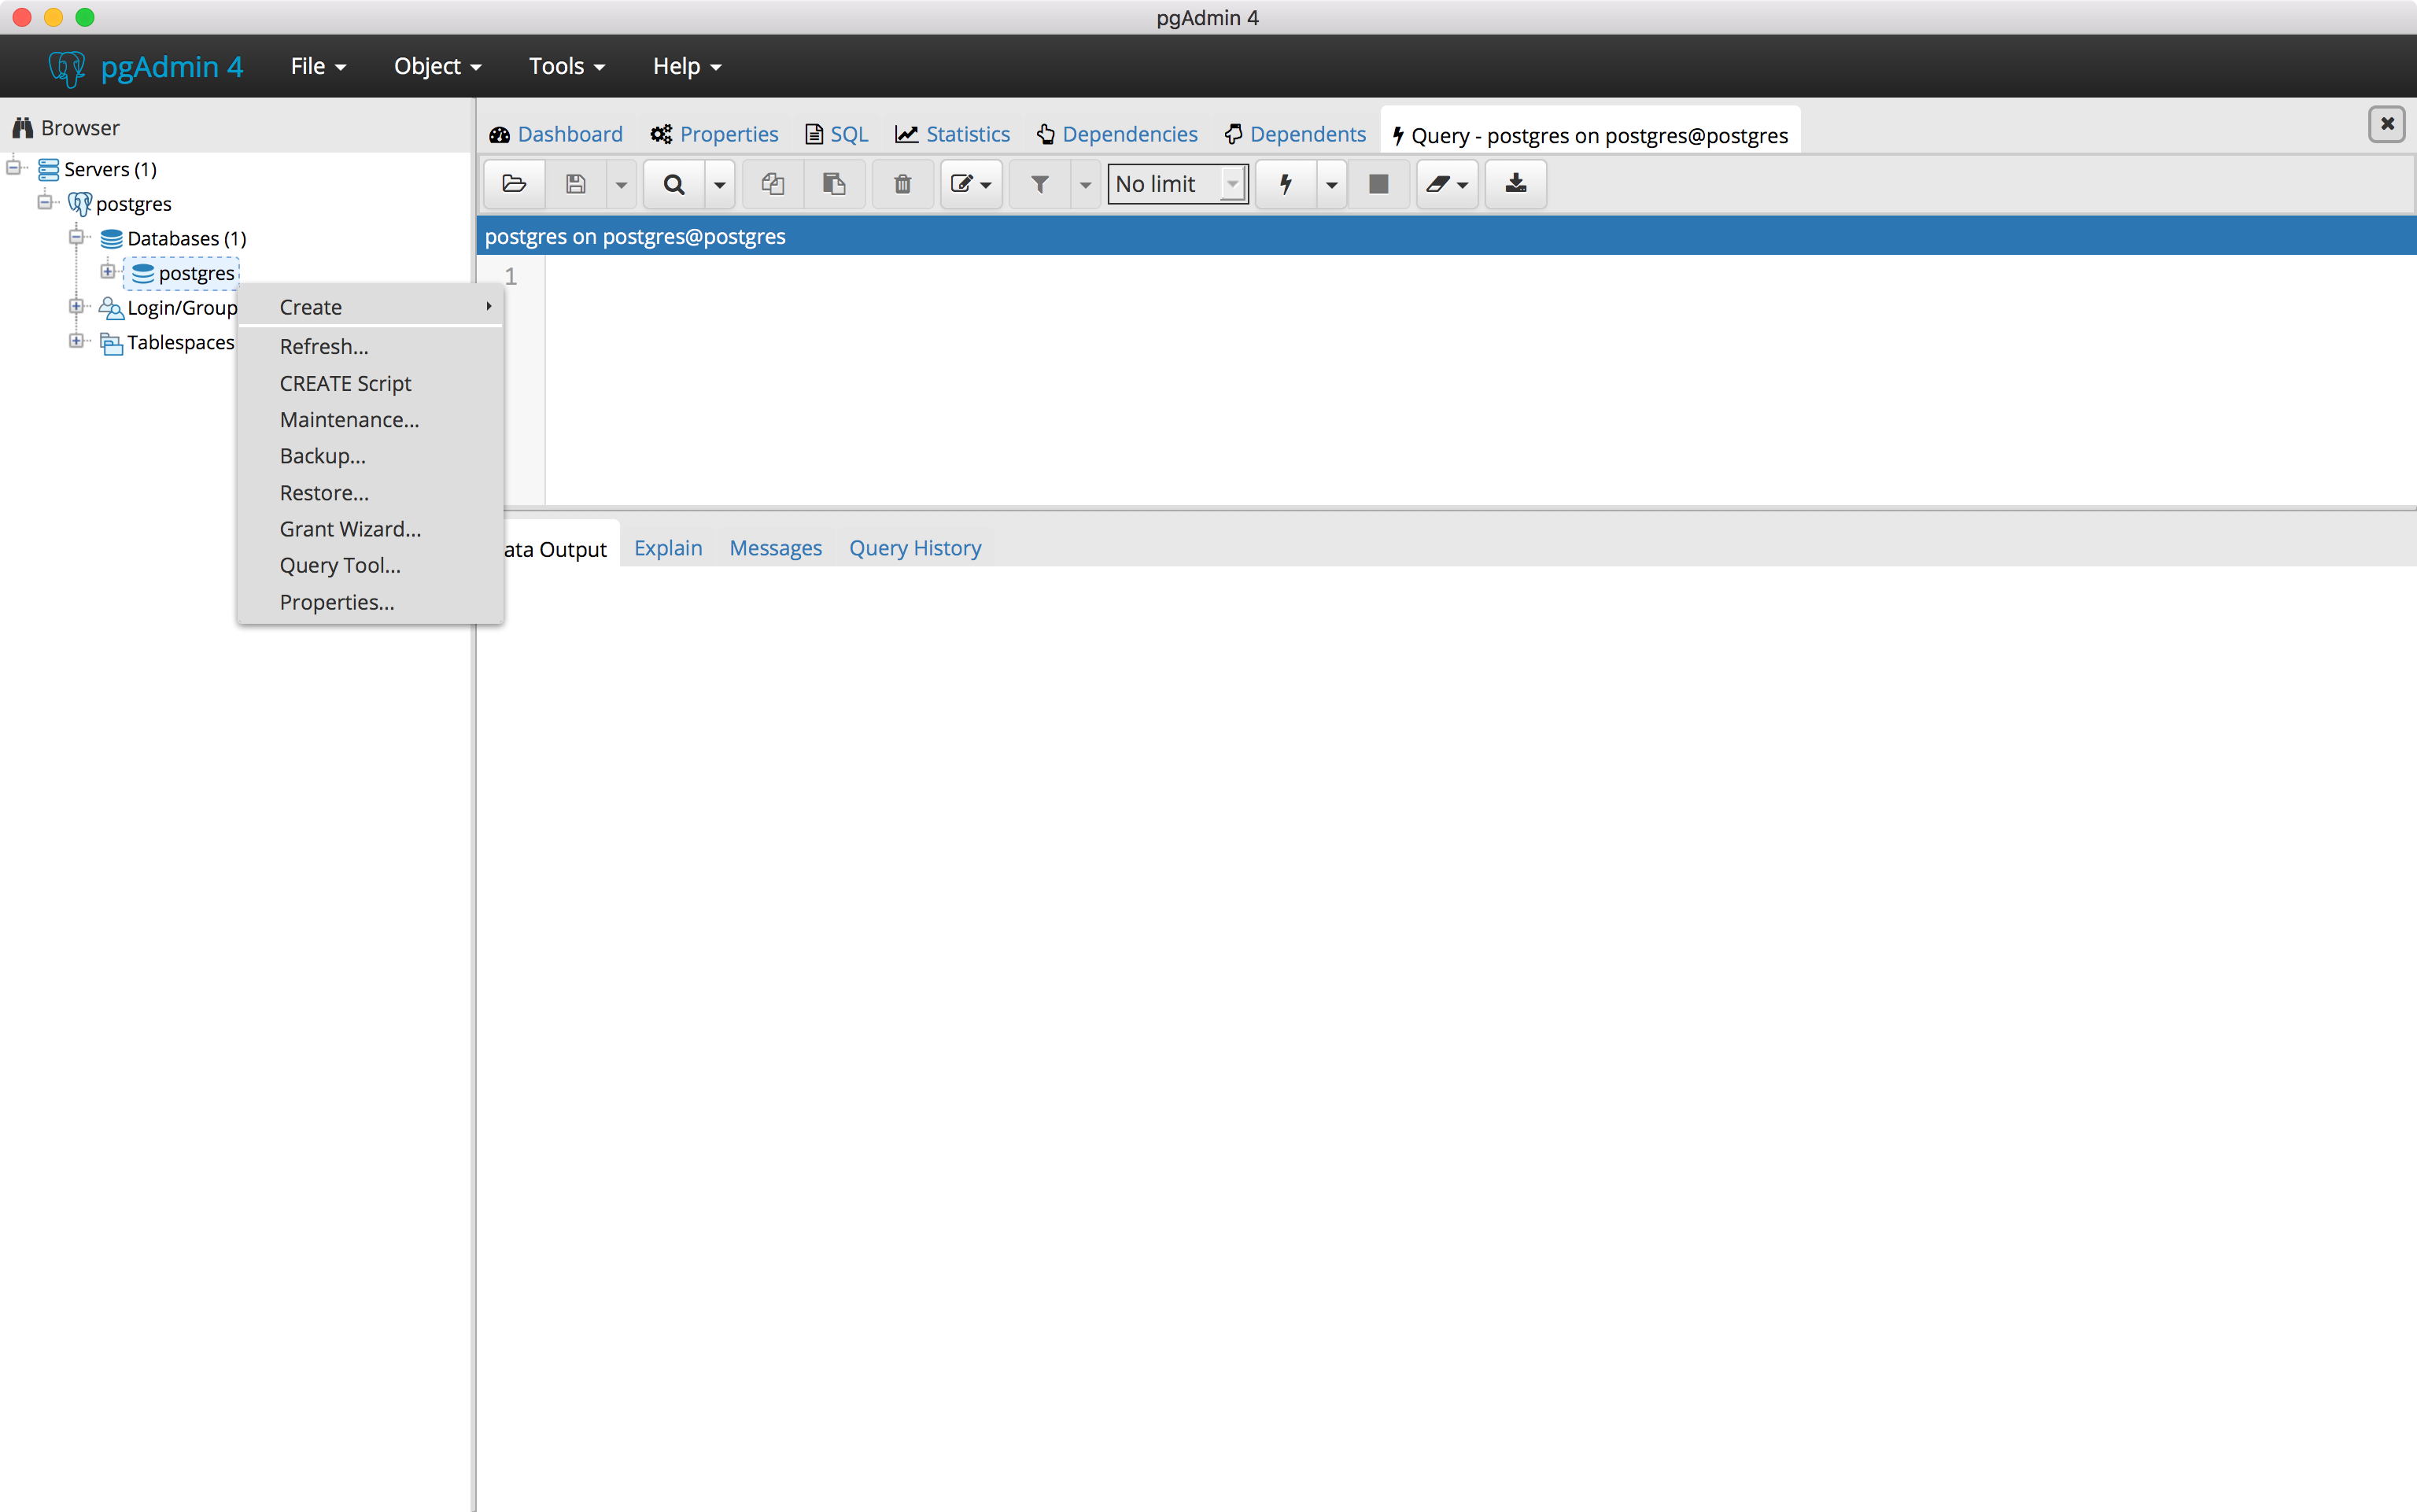 pgAdmin 4
pgAdmin 4 File Object Tools Help
Browser
Servers (1)
postgres
Databases (1)
postgres
Login/Group
Tablespaces
Create
Refresh...
CREATE Script
Maintenance...
Backup...
Restore...
Grant Wizard...
Query Tool...
Properties...
Dashboard Properties SQL Statistics Dependencies Dependents Query - postgres on postgres@postgres
No limit
postgres on postgres@postgres
1
ata Output Explain Messages Query History